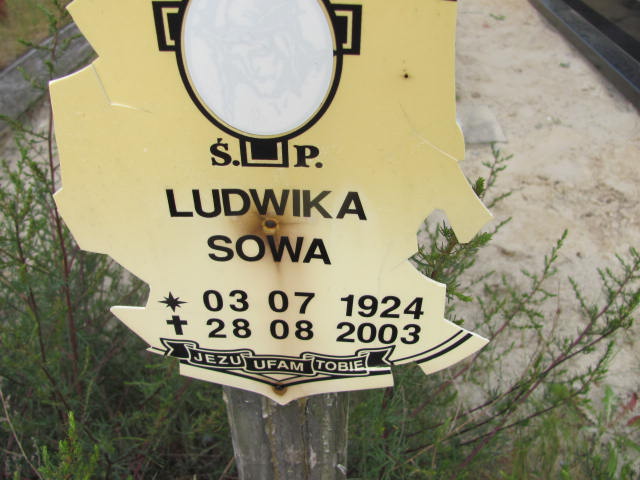 Ś. P.
LUDWIKA
SOWA
03 07 1924
28 08 2003
JEZU UFAM TOBIE